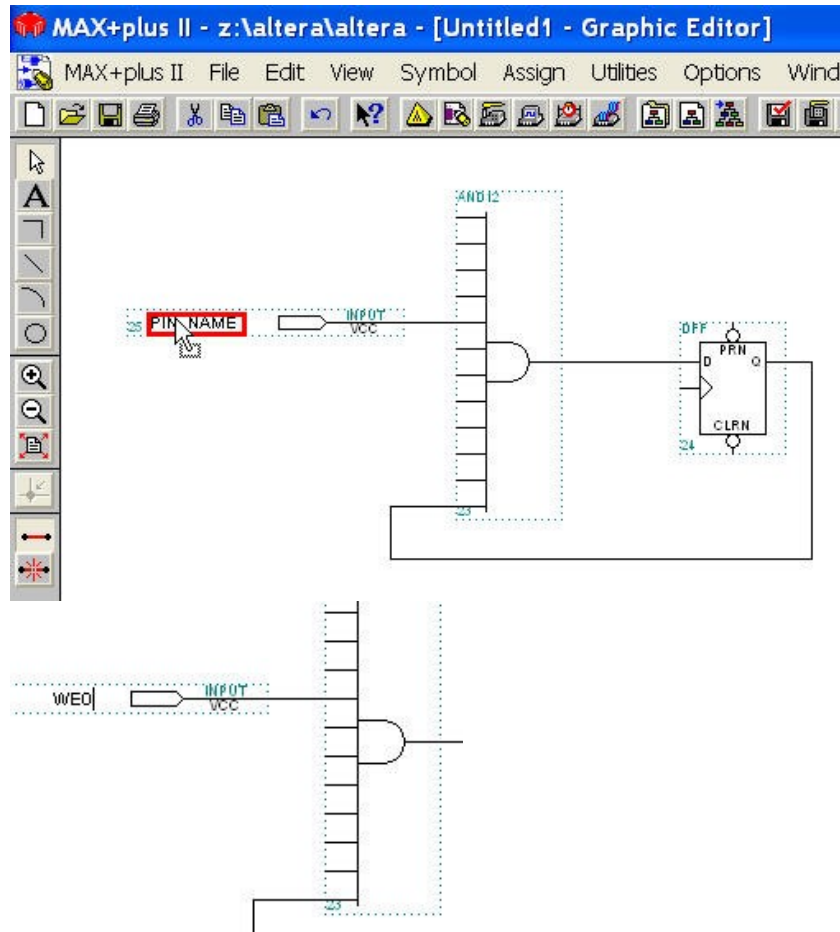 MAX+plus II - z:\altera\altera - [Untitled1 - Graphic Editor]
MAX+plus II File Edit View Symbol Assign Utilities Options Wind
A
AND12
25 PIN_NAME INPUT
VCC
DFF
PRN
D Q
CLRN
24
23
WE0 INPUT
VCC
23